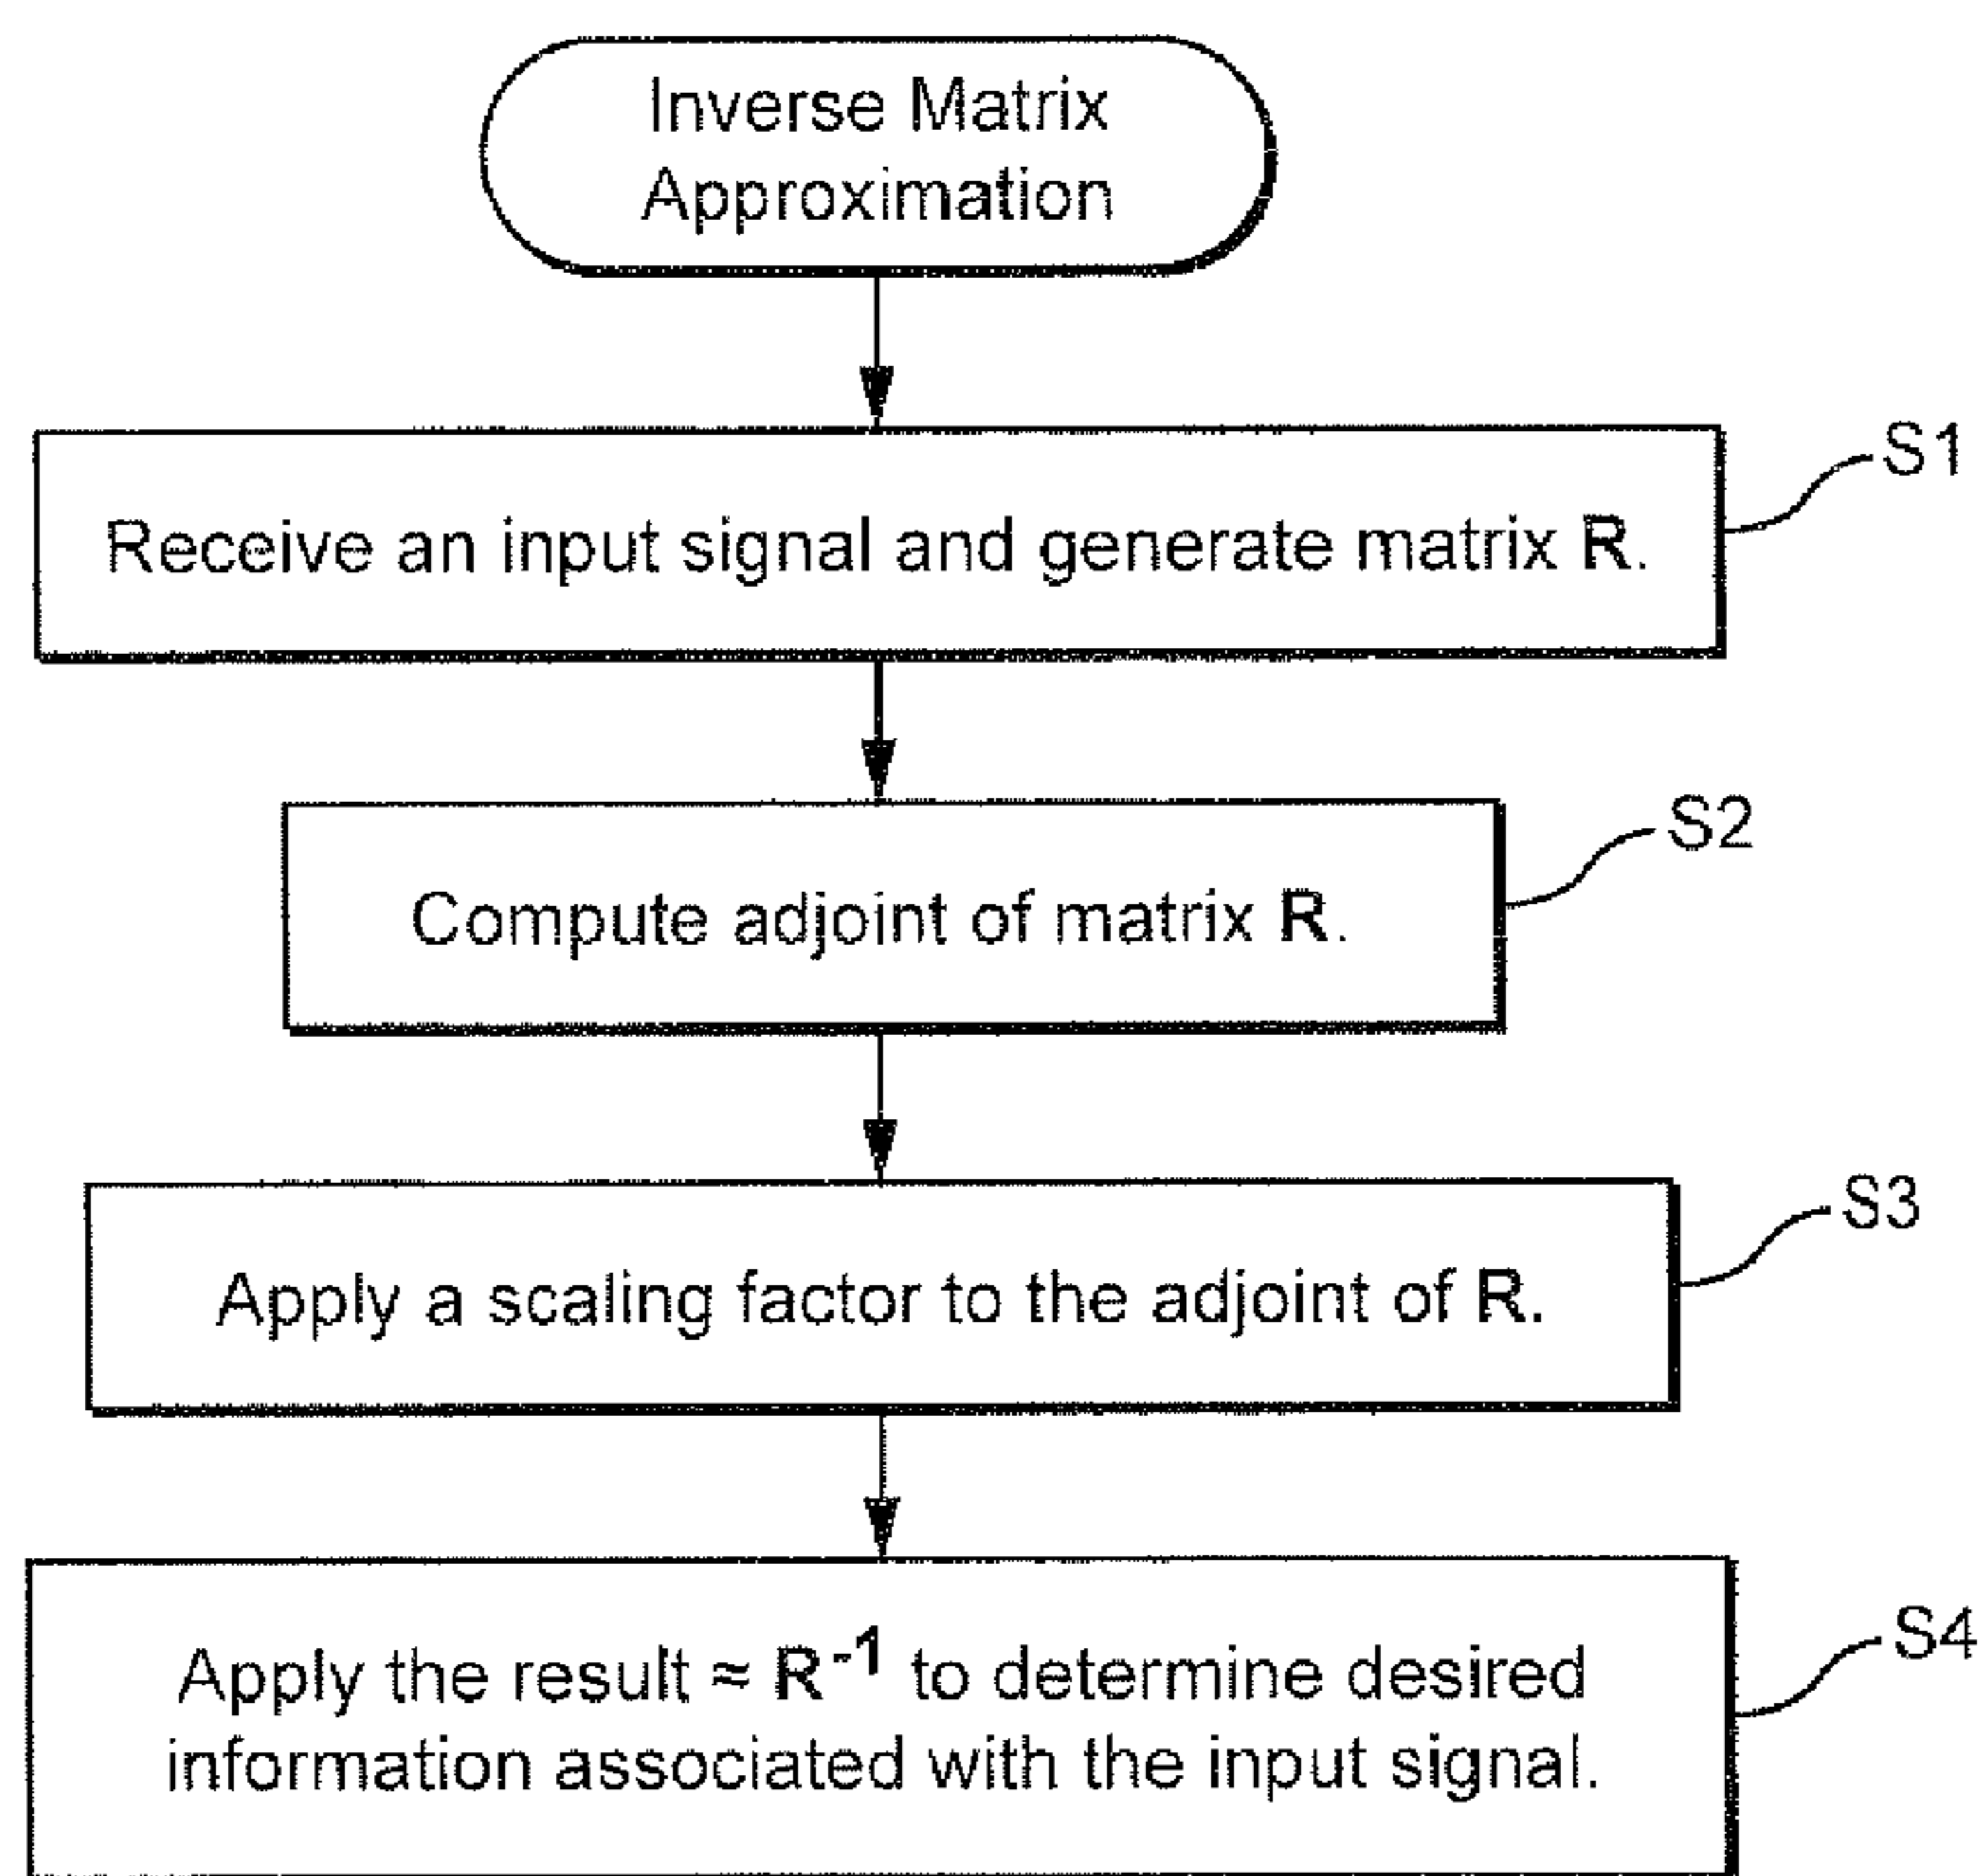 Inverse Matrix
Approximation
S1
Receive an input signal and generate matrix R.
S2
Compute adjoint of matrix R.
S3
Apply a scaling factor to the adjoint of R.
S4
Apply the result ≈ R⁻¹ to determine desired
information associated with the input signal.